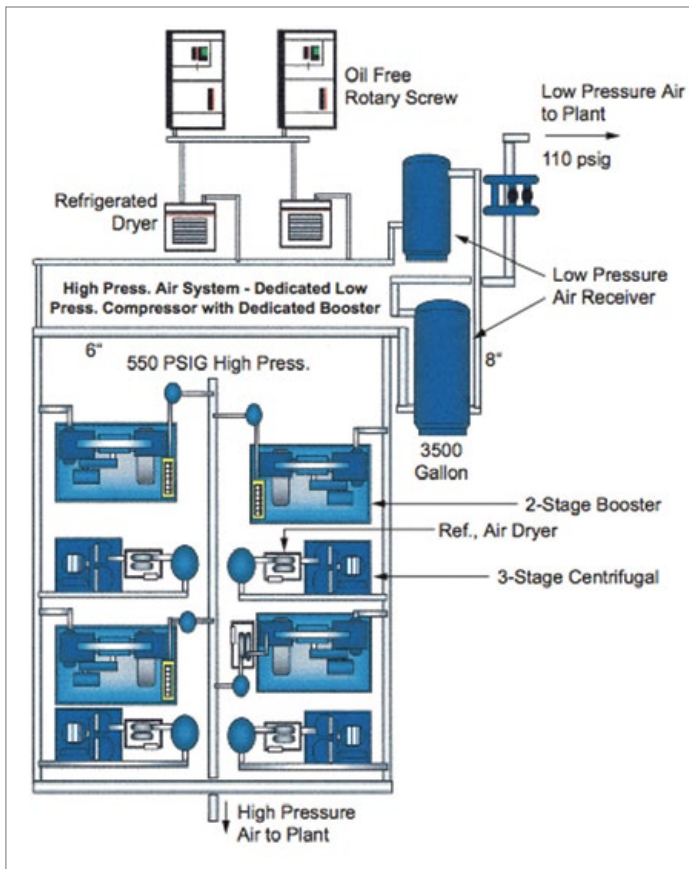 Oil Free
Rotary Screw
Low Pressure Air
to Plant
110 psig
Refrigerated
Dryer
High Press. Air System - Dedicated Low
Press. Compressor with Dedicated Booster
Low Pressure
Air Receiver
6"
550 PSIG High Press.
8"
3500
Gallon
2-Stage Booster
Ref., Air Dryer
3-Stage Centrifugal
High Pressure
Air to Plant